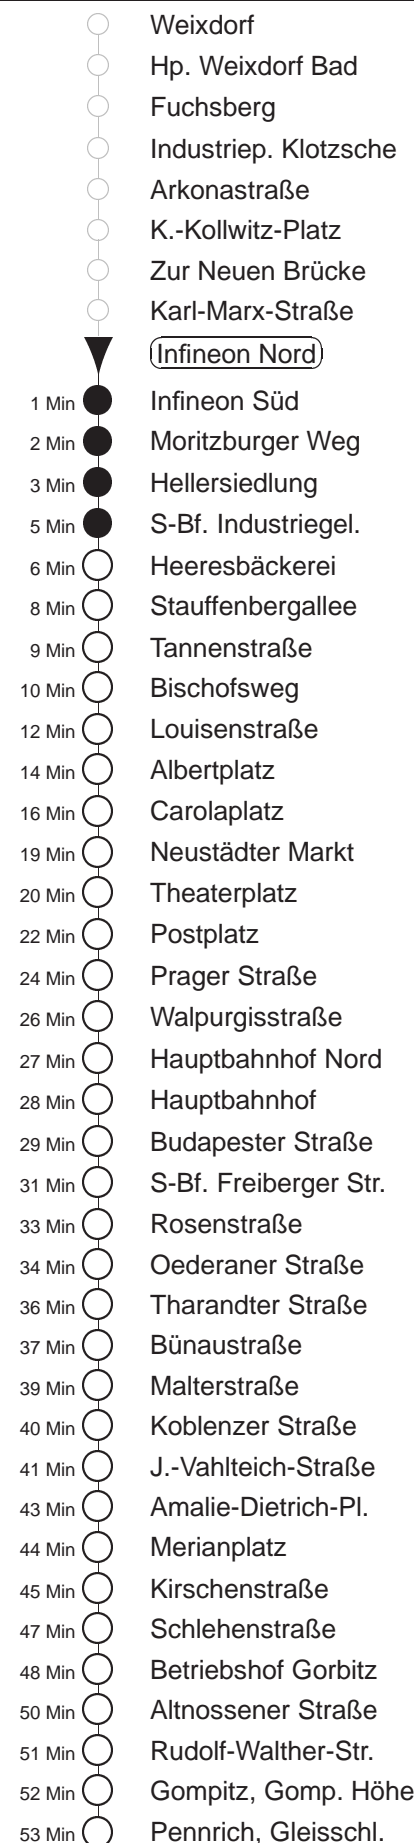 Weixdorf
Hp. Weixdorf Bad
Fuchsberg
Industriep. Klotzsche
Arkonastraße
K.-Kollwitz-Platz
Zur Neuen Brücke
Karl-Marx-Straße
Infineon Nord
1 Min Infineon Süd
2 Min Moritzburger Weg
3 Min Hellersiedlung
5 Min S-Bf. Industriegel.
6 Min Heeresbäckerei
8 Min Stauffenbergallee
9 Min Tannenstraße
10 Min Bischofsweg
12 Min Louisenstraße
14 Min Albertplatz
16 Min Carolaplatz
19 Min Neustädter Markt
20 Min Theaterplatz
22 Min Postplatz
24 Min Prager Straße
26 Min Walpurgisstraße
27 Min Hauptbahnhof Nord
28 Min Hauptbahnhof
29 Min Budapester Straße
31 Min S-Bf. Freiberger Str.
33 Min Rosenstraße
34 Min Oederaner Straße
36 Min Tharandter Straße
37 Min Bünaustraße
39 Min Malterstraße
40 Min Koblenzer Straße
41 Min J.-Vahlteich-Straße
43 Min Amalie-Dietrich-Pl.
44 Min Merianplatz
45 Min Kirschenstraße
47 Min Schlehenstraße
48 Min Betriebshof Gorbitz
50 Min Altnossener Straße
51 Min Rudolf-Walther-Str.
52 Min Gompitz, Gomp. Höhe
53 Min Pennrich, Gleisschl.